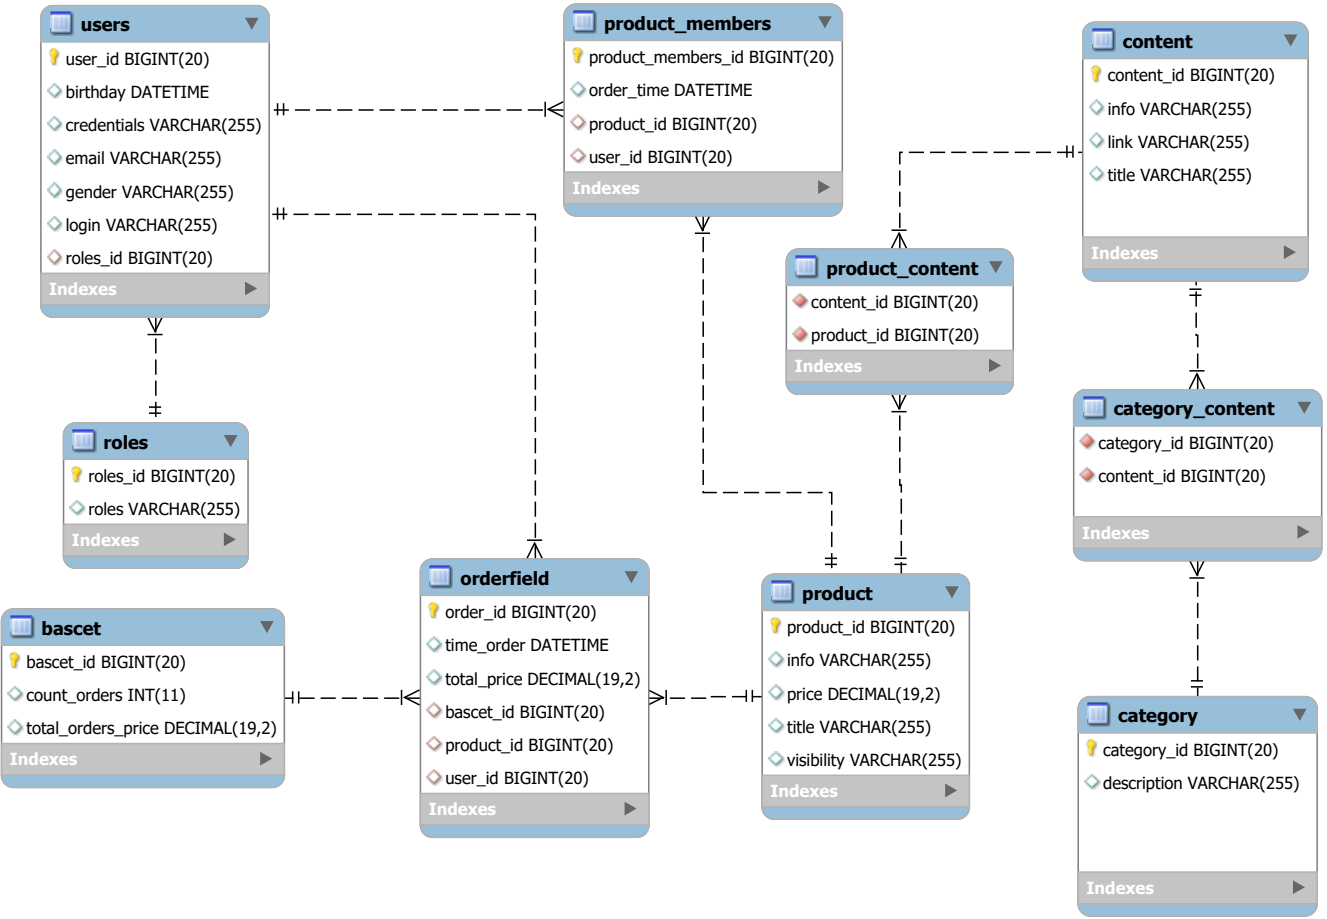 users
user_id BIGINT(20)
birthday DATETIME
credentials VARCHAR(255)
email VARCHAR(255)
gender VARCHAR(255)
login VARCHAR(255)
roles_id BIGINT(20)
Indexes
product_members
product_members_id BIGINT(20)
order_time DATETIME
product_id BIGINT(20)
user_id BIGINT(20)
Indexes
content
content_id BIGINT(20)
info VARCHAR(255)
link VARCHAR(255)
title VARCHAR(255)
Indexes
product_content
content_id BIGINT(20)
product_id BIGINT(20)
Indexes
category_content
category_id BIGINT(20)
content_id BIGINT(20)
Indexes
roles
roles_id BIGINT(20)
roles VARCHAR(255)
Indexes
bascet
bascet_id BIGINT(20)
count_orders INT(11)
total_orders_price DECIMAL(19,2)
Indexes
orderfield
order_id BIGINT(20)
time_order DATETIME
total_price DECIMAL(19,2)
bascet_id BIGINT(20)
product_id BIGINT(20)
user_id BIGINT(20)
Indexes
product
product_id BIGINT(20)
info VARCHAR(255)
price DECIMAL(19,2)
title VARCHAR(255)
visibility VARCHAR(255)
Indexes
category
category_id BIGINT(20)
description VARCHAR(255)
Indexes